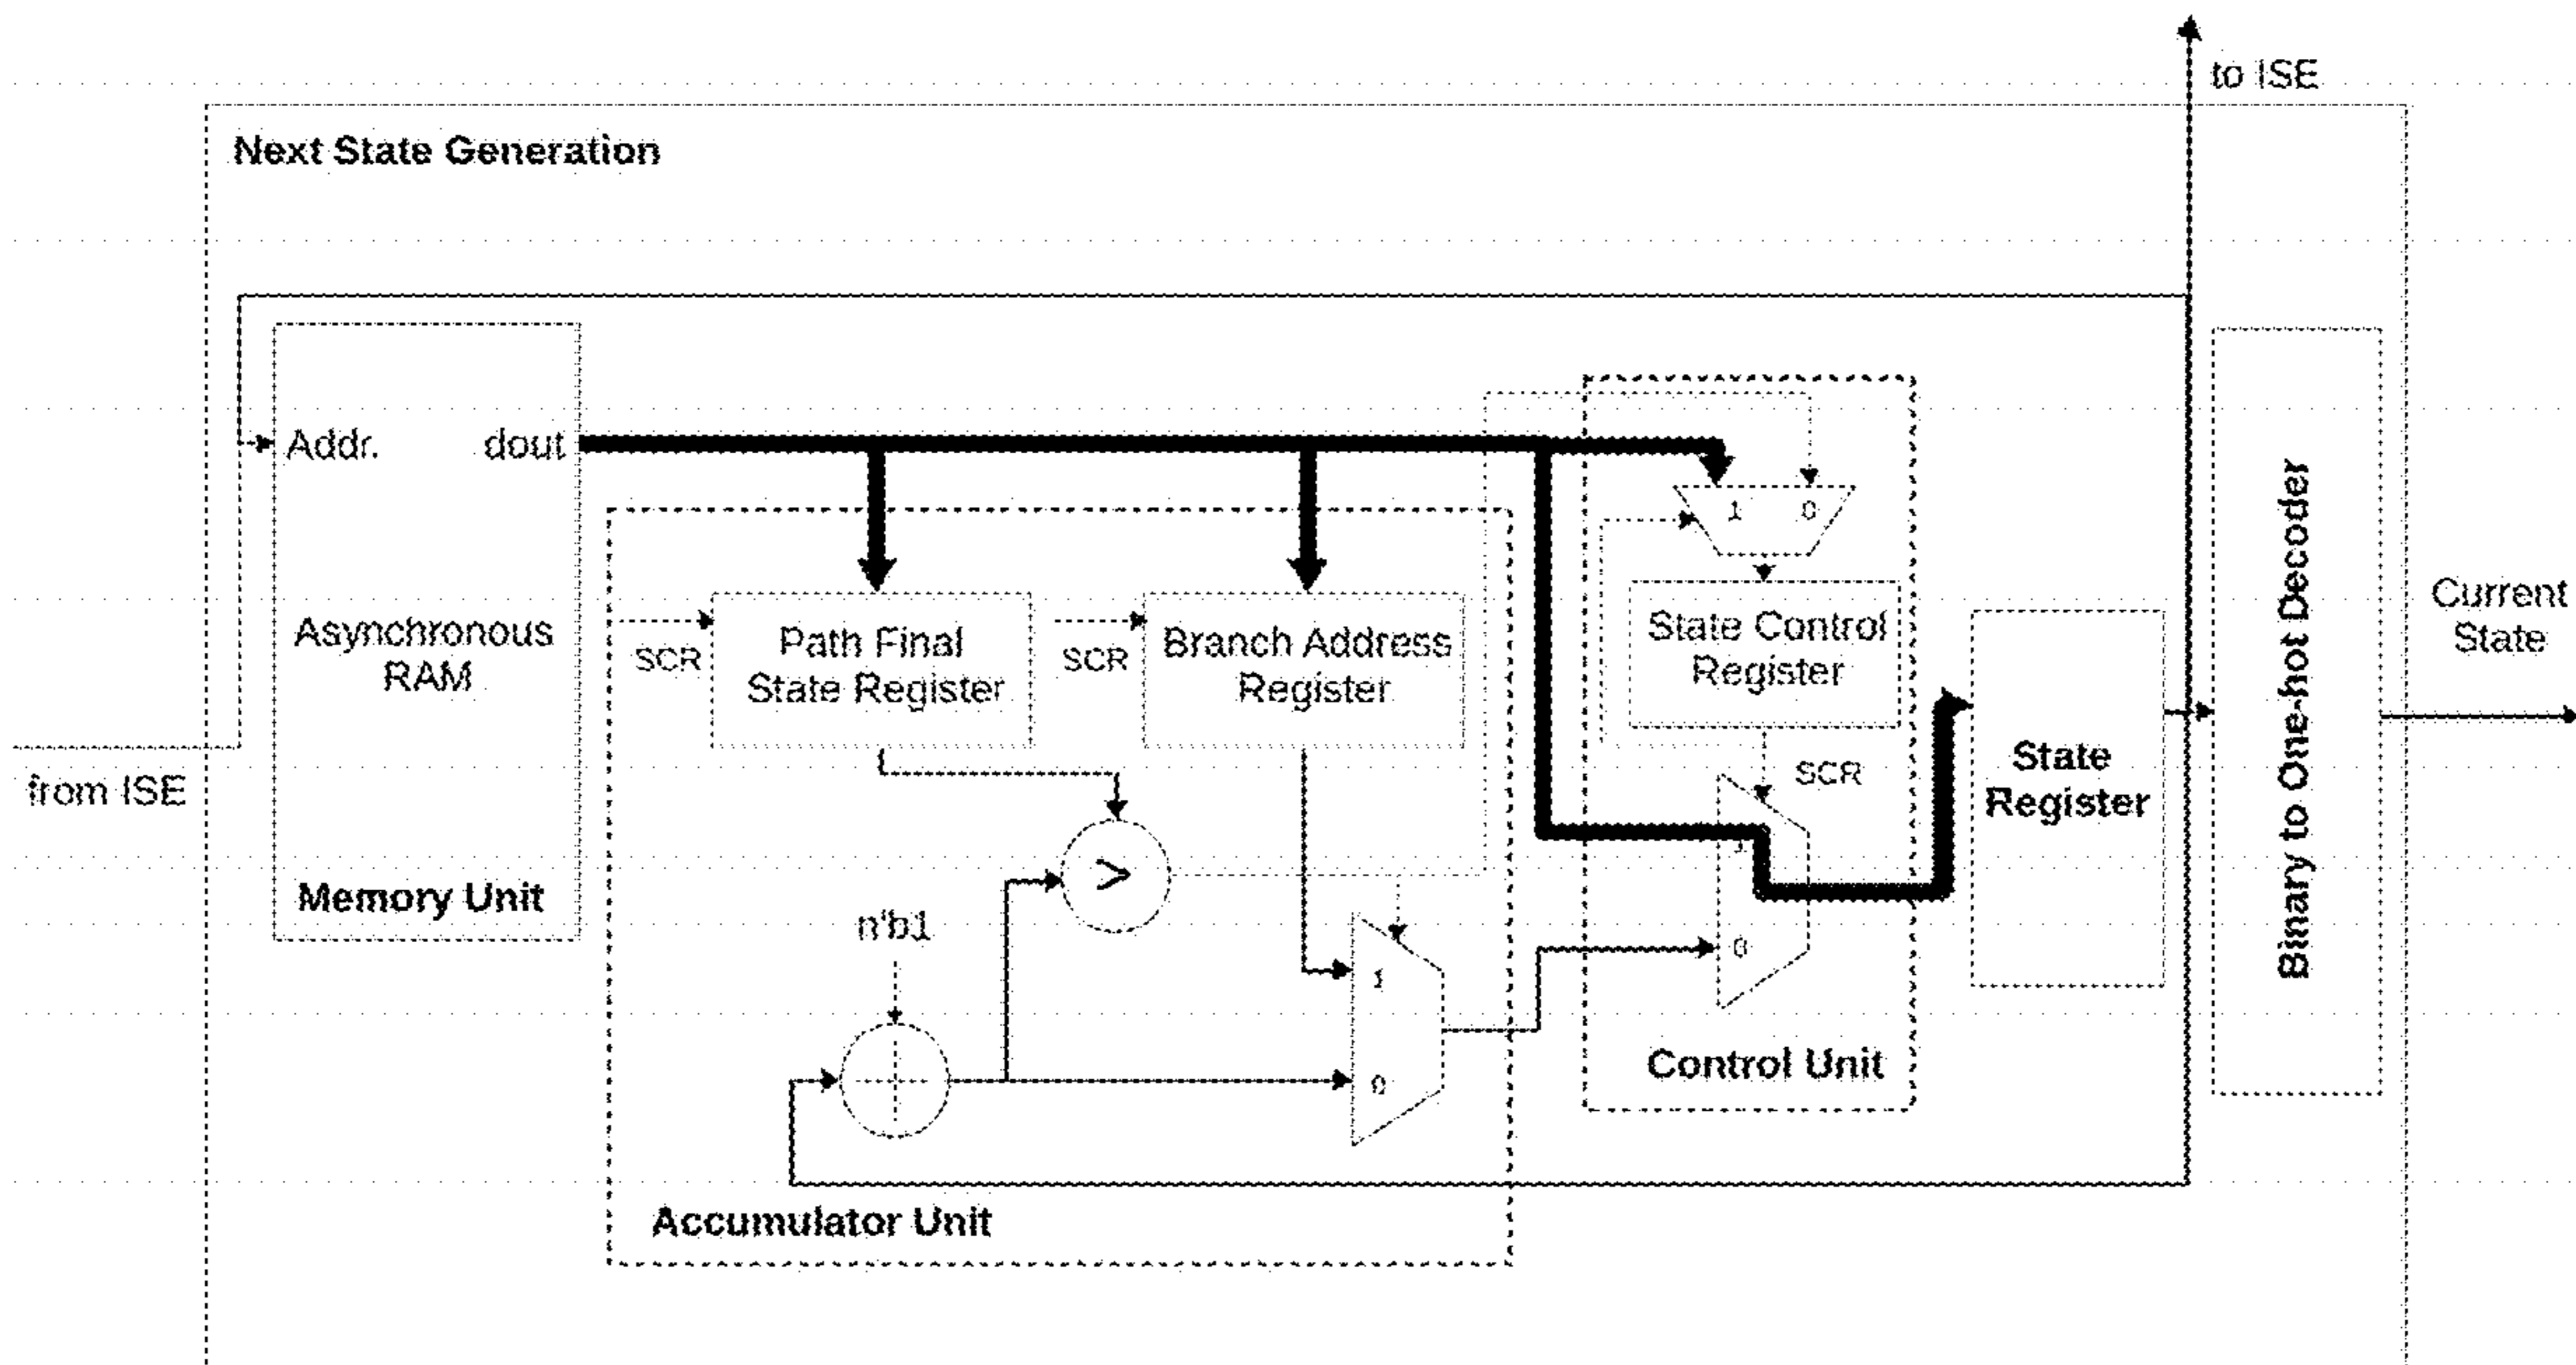 to ISE
Next State Generation
Addr.
dout
1
0
Asynchronous
RAM
SCR
Path Final
State Register
SCR
Branch Address
Register
State Control
Register
Current
State
from ISE
SCR
State
Register
Binary to One-hot Decoder
1
>
Memory Unit
n'b1
0
1
0
Control Unit
Accumulator Unit